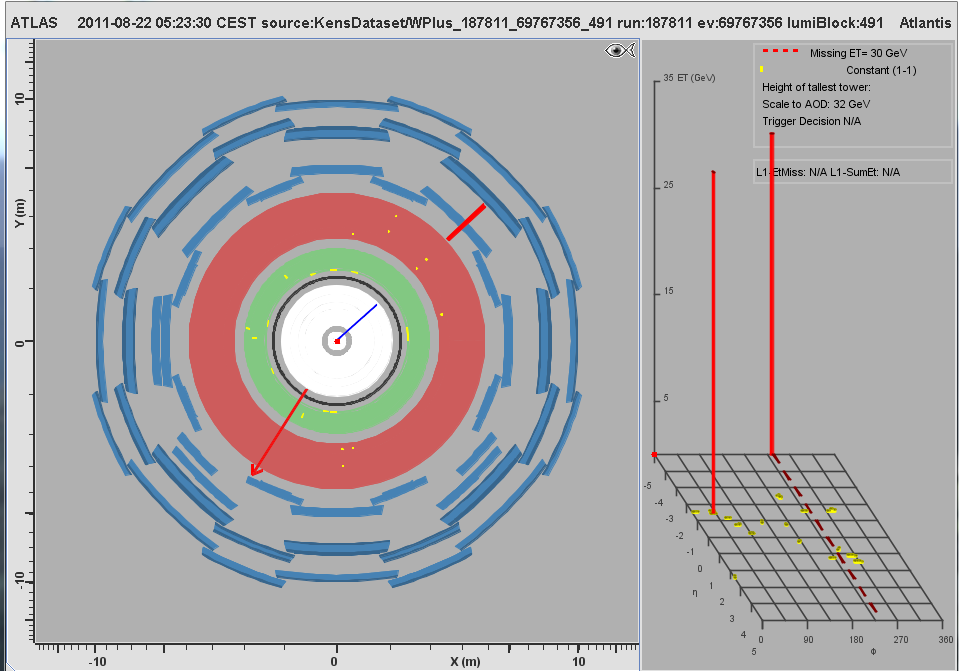 ATLAS 2011-08-22 05:23:30 CEST source:KensDataset/WPlus_187811_69767356_491 run:187811 ev:69767356 lumiBlock:491 Atlantis
Missing ET= 30 GeV
Constant (1-1)
Height of tallest tower:
Scale to AOD: 32 GeV
Trigger Decision N/A
L1-EtMiss: N/A L1-SumEt: N/A
35 ET (GeV)
25
15
5
10
Y (m)
0
-10
-10
0
X (m)
10
-5
-4
-3
-2
-1
0
η
1
2
3
4
5
0
90
180
270
360
Φ